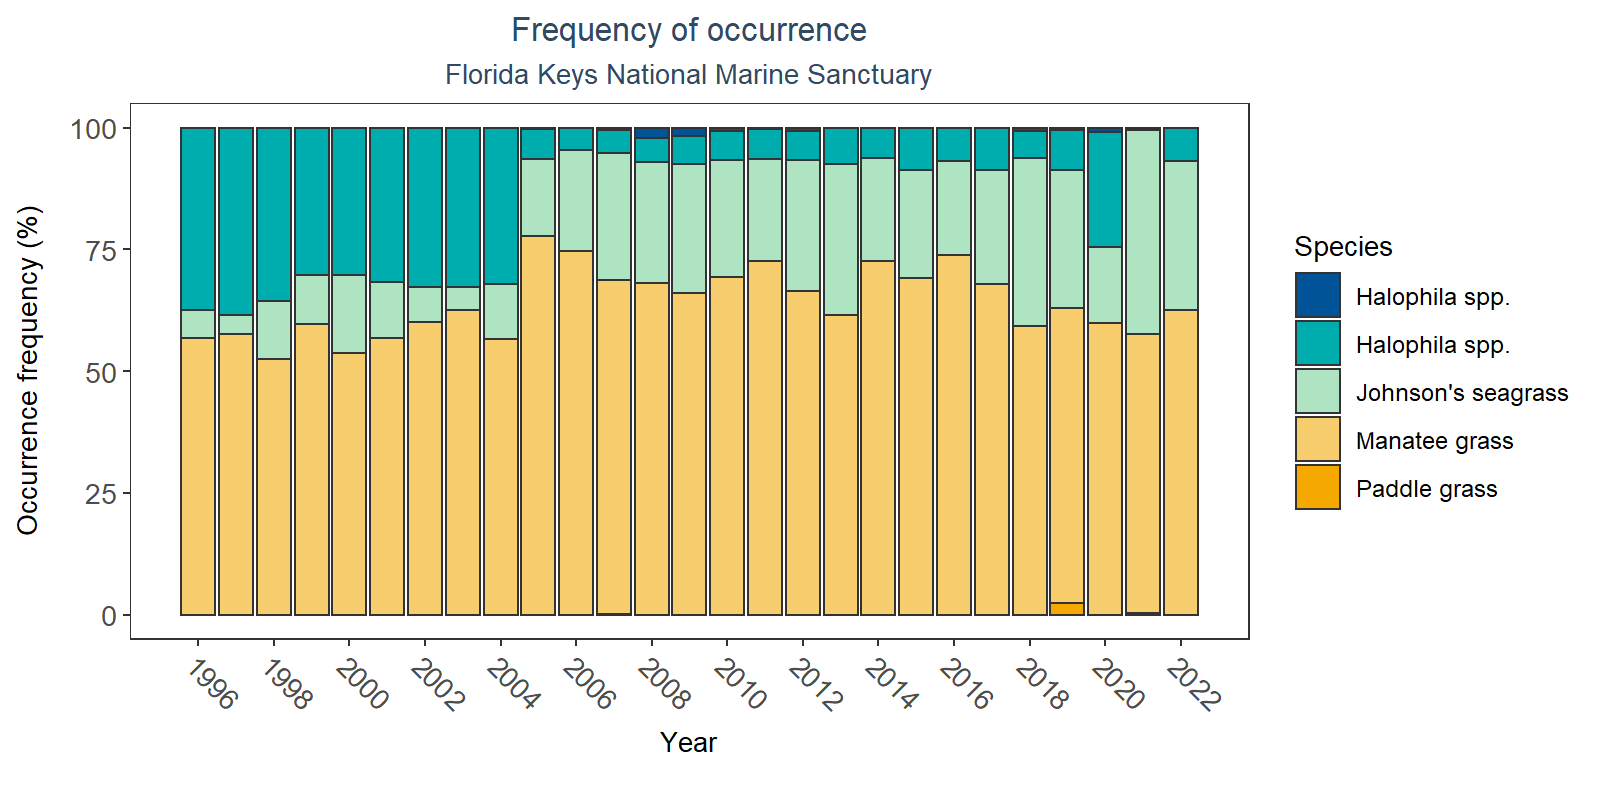 Frequency of occurrence
Florida Keys National Marine Sanctuary
Occurrence frequency (%)
100
75
50
25
0
1996
1998
2000
2002
2004
2006
2008
2010
2012
2014
2016
2018
2020
2022
Year
Species
Halophila spp.
Halophila spp.
Johnson's seagrass
Manatee grass
Paddle grass